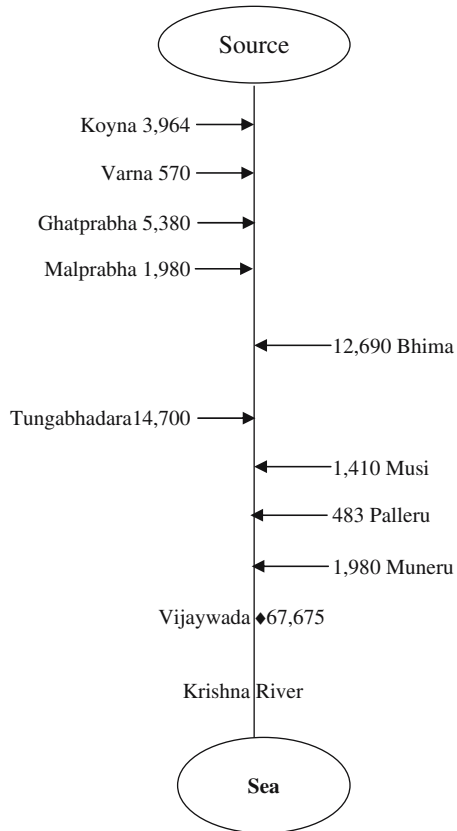 Source
Koyna 3,964
Varna 570
Ghatprabha 5,380
Malprabha 1,980
12,690 Bhima
Tungabhadara14,700
1,410 Musi
483 Palleru
1,980 Muneru
Vijaywada ♦67,675
Krishna River
Sea